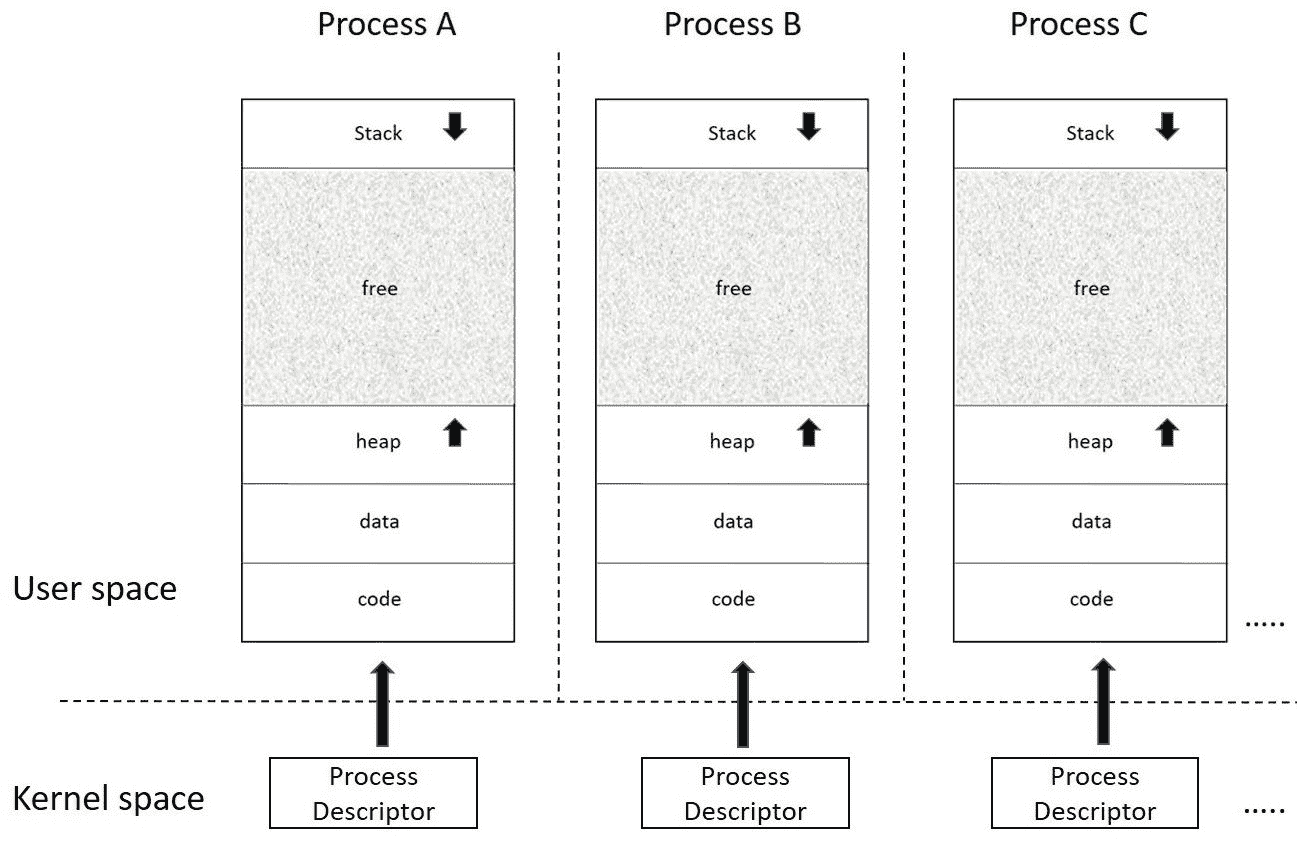 Process A
Process B
Process C
Stack
Stack
Stack
free
free
free
heap
heap
heap
data
data
data
User space
code
code
code
.....
Kernel space
Process
Descriptor
Process
Descriptor
Process
Descriptor
.....